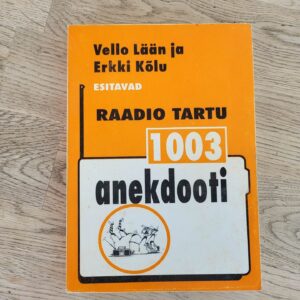 Vello Lään ja
Erkki Kõlu
ESITAVAD
RAADIO TARTU
1003
anekdooti